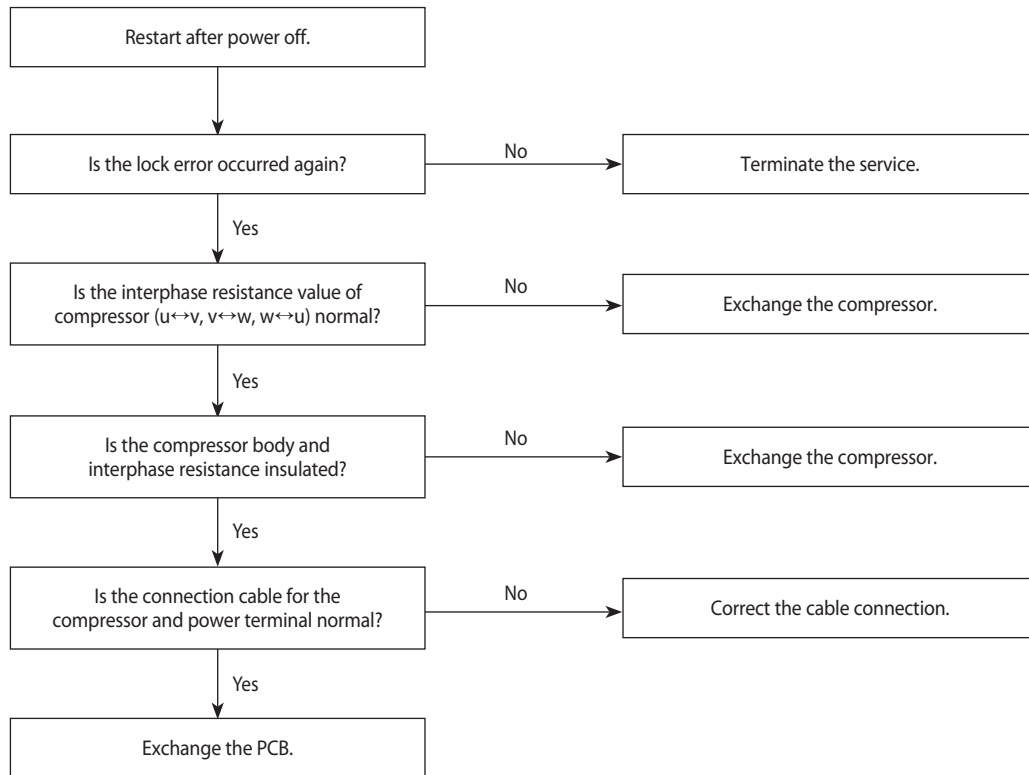 Restart after power off.
Is the lock error occurred again?
No
Terminate the service.
Yes
Is the interphase resistance value of
compressor (u↔v, v↔w, w↔u) normal?
No
Exchange the compressor.
Yes
Is the compressor body and
interphase resistance insulated?
No
Exchange the compressor.
Yes
Is the connection cable for the
compressor and power terminal normal?
No
Correct the cable connection.
Yes
Exchange the PCB.